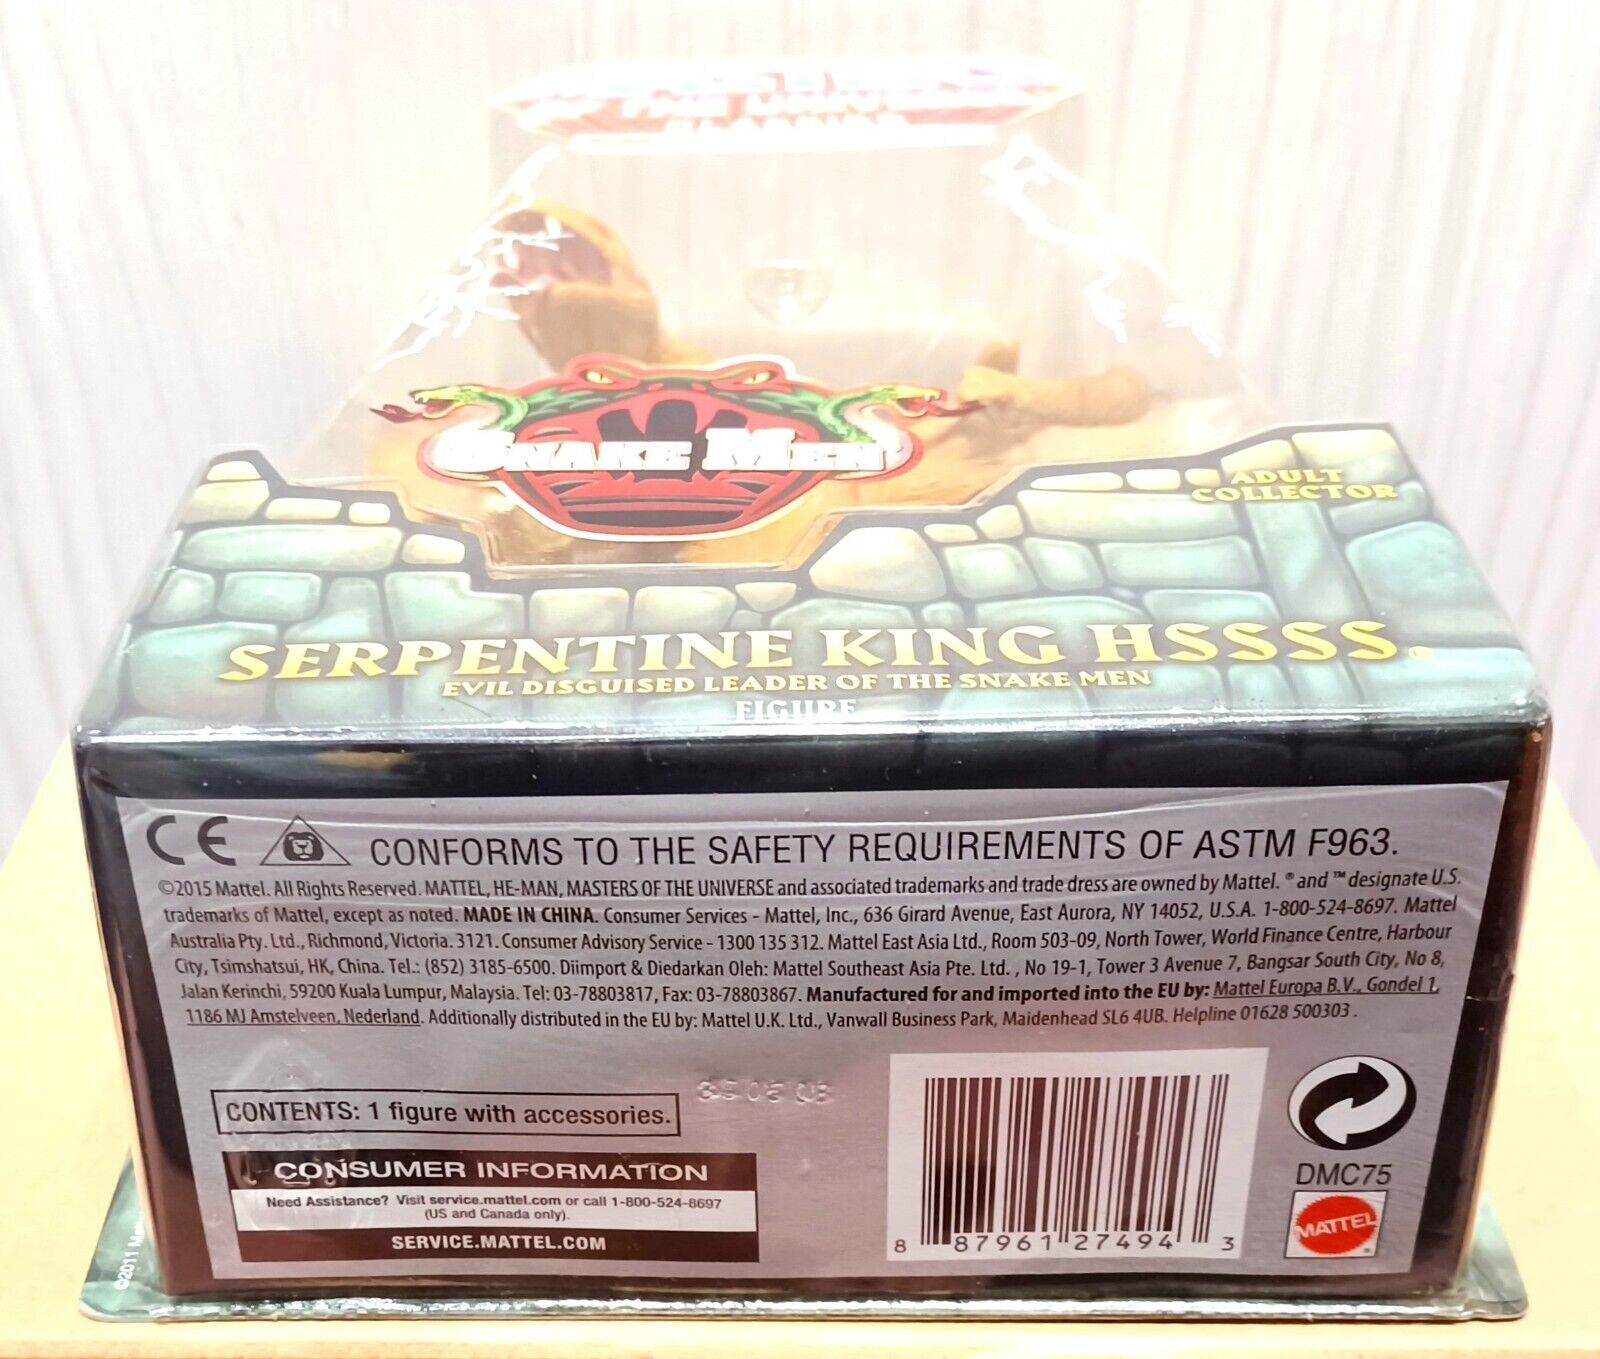 OF THE UNIVERSE
CLASSICS
SNAKE MEN
ADULT
COLLECTOR
SERPENTINE KING HSSSS®
EVIL DISGUISED LEADER OF THE SNAKE MEN
FIGURE
CE CONFORMS TO THE SAFETY REQUIREMENTS OF ASTM F963.
©2015 Mattel. All Rights Reserved. MATTEL, HE-MAN, MASTERS OF THE UNIVERSE and associated trademarks and trade dress are owned by Mattel. ® and ™ designate U.S.
trademarks of Mattel, except as noted. MADE IN CHINA. Consumer Services - Mattel, Inc., 636 Girard Avenue, East Aurora, NY 14052, U.S.A. 1-800-524-8697. Mattel
Australia Pty. Ltd., Richmond, Victoria. 3121. Consumer Advisory Service - 1300 135 312. Mattel East Asia Ltd., Room 503-09, North Tower, World Finance Centre, Harbour
City, Tsimshatsui, HK, China. Tel.: (852) 3185-6500. Diimport & Diedarkan Oleh: Mattel Southeast Asia Pte. Ltd. , No 19-1, Tower 3 Avenue 7, Bangsar South City, No 8,
Jalan Kerinchi, 59200 Kuala Lumpur, Malaysia. Tel: 03-78803817, Fax: 03-78803867. Manufactured for and imported into the EU by: Mattel Europa B.V., Gondel 1,
1186 MJ Amstelveen, Nederland. Additionally distributed in the EU by: Mattel U.K. Ltd., Vanwall Business Park, Maidenhead SL6 4UB. Helpline 01628 500303 .
CONTENTS: 1 figure with accessories.
CONSUMER INFORMATION
Need Assistance? Visit service.mattel.com or call 1-800-524-8697
(US and Canada only).
SERVICE.MATTEL.COM
8 87961 27494 3
DMC75
MATTEL
©2011